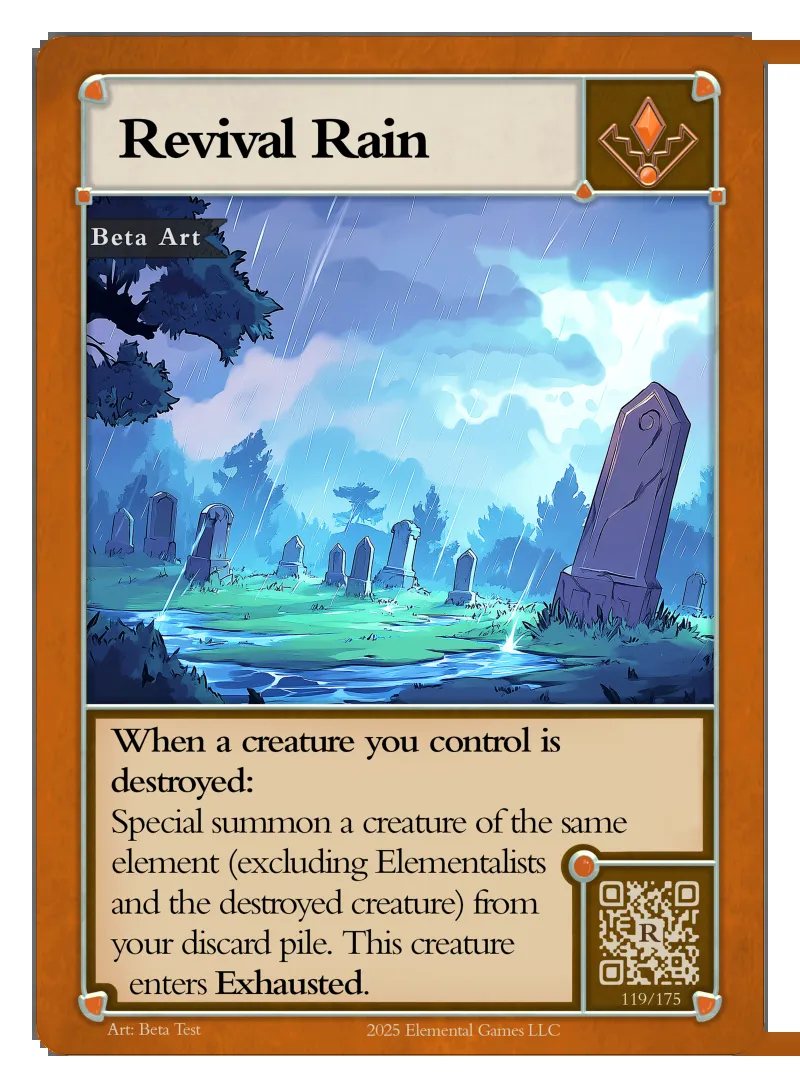 Revival Rain
Beta Art
When a creature you control is
destroyed:
Special summon a creature of the same
element (excluding Elementalists
and the destroyed creature) from
your discard pile. This creature
enters Exhausted.
R
119/175
Art: Beta Test
2025 Elemental Games LLC